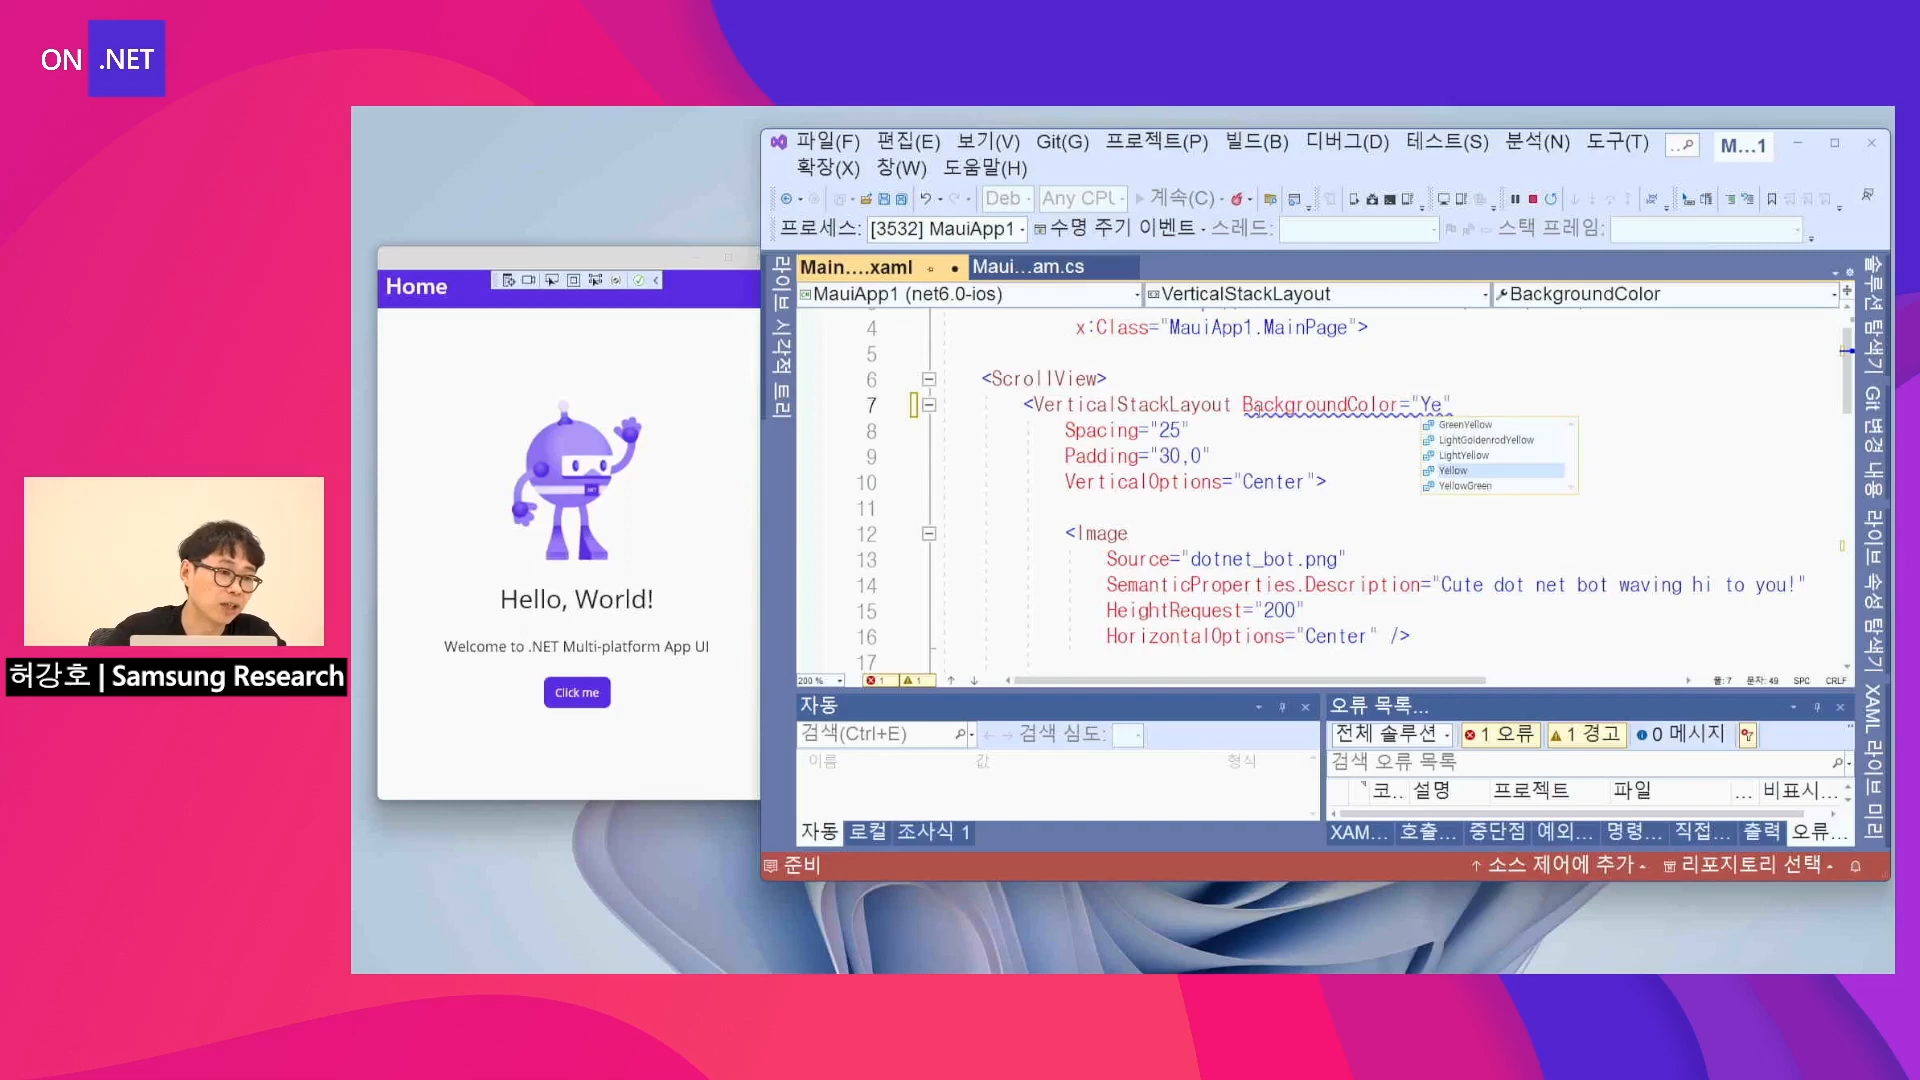 ON .NET
파일(F) 편집(E) 보기(V) Git(G) 프로젝트(P) 빌드(B) 디버그(D) 테스트(S) 분석(N) 도구(T) M...1
확장(X) 창(W) 도움말(H)
Deb Any CPU 계속(C)
프로세스: [3532] MauiApp1 수명 주기 이벤트 스레드: 스택 프레임:
Home
라이브 시각적 트리
Main....xaml Maui...am.cs
MauiApp1 (net6.0-ios) VerticalStackLayout BackgroundColor
4 x:Class="MauiApp1.MainPage">
5
6 <ScrollView>
7 <VerticalStackLayout BackgroundColor="Ye"
8 Spacing="25"
9 Padding="30,0"
10 VerticalOptions="Center">
11
12 <Image
13 Source="dotnet_bot.png"
14 SemanticProperties.Description="Cute dot net bot waving hi to you!"
15 HeightRequest="200"
16 HorizontalOptions="Center" />
17
GreenYellow
LightGoldenrodYellow
LightYellow
Yellow
YellowGreen
솔루션 탐색기 Git 변경 내용 라이브 속성 탐색기 XAML 라이브 미리
.NET
Hello, World!
Welcome to .NET Multi-platform App UI
Click me
허강호 | Samsung Research
200 % 1 1 줄: 7 문자: 49 SPC CRLF
자동
검색(Ctrl+E) 검색 심도:
이름 값 형식
자동 로컬 조사식 1
오류 목록...
전체 솔루션 1 오류 1 경고 0 메시지
검색 오류 목록
코... 설명 프로젝트 파일 ... 비표시...
XAM... 호출... 중단점 예외... 명령... 직접... 출력 오류...
준비 소스 제어에 추가 리포지토리 선택